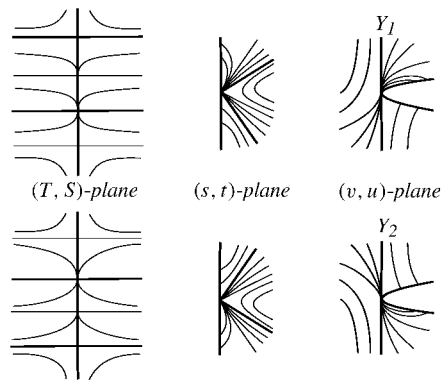 Y₁
(T, S)-plane (s, t)-plane (v, u)-plane
Y₂